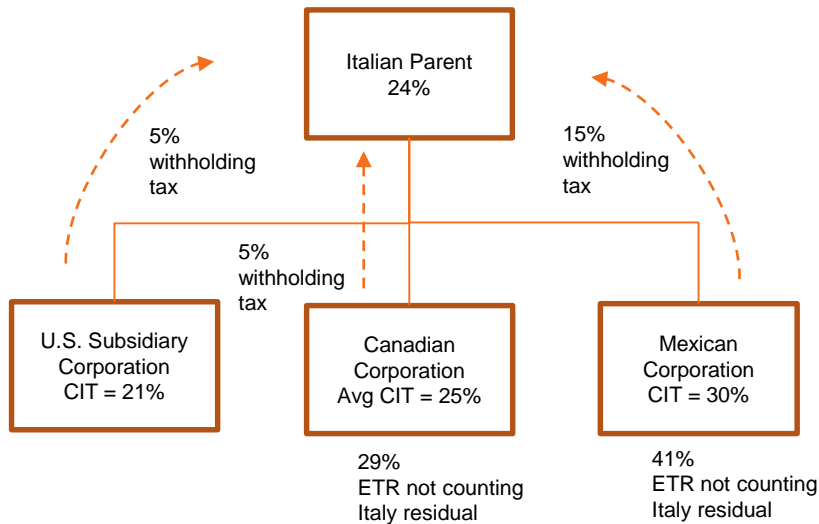 Italian Parent
24%
5%
withholding
tax
15%
withholding
tax
5%
withholding
tax
U.S. Subsidiary
Corporation
CIT = 21%
Canadian
Corporation
Avg CIT = 25%
Mexican
Corporation
CIT = 30%
29%
ETR not counting
Italy residual
41%
ETR not counting
Italy residual